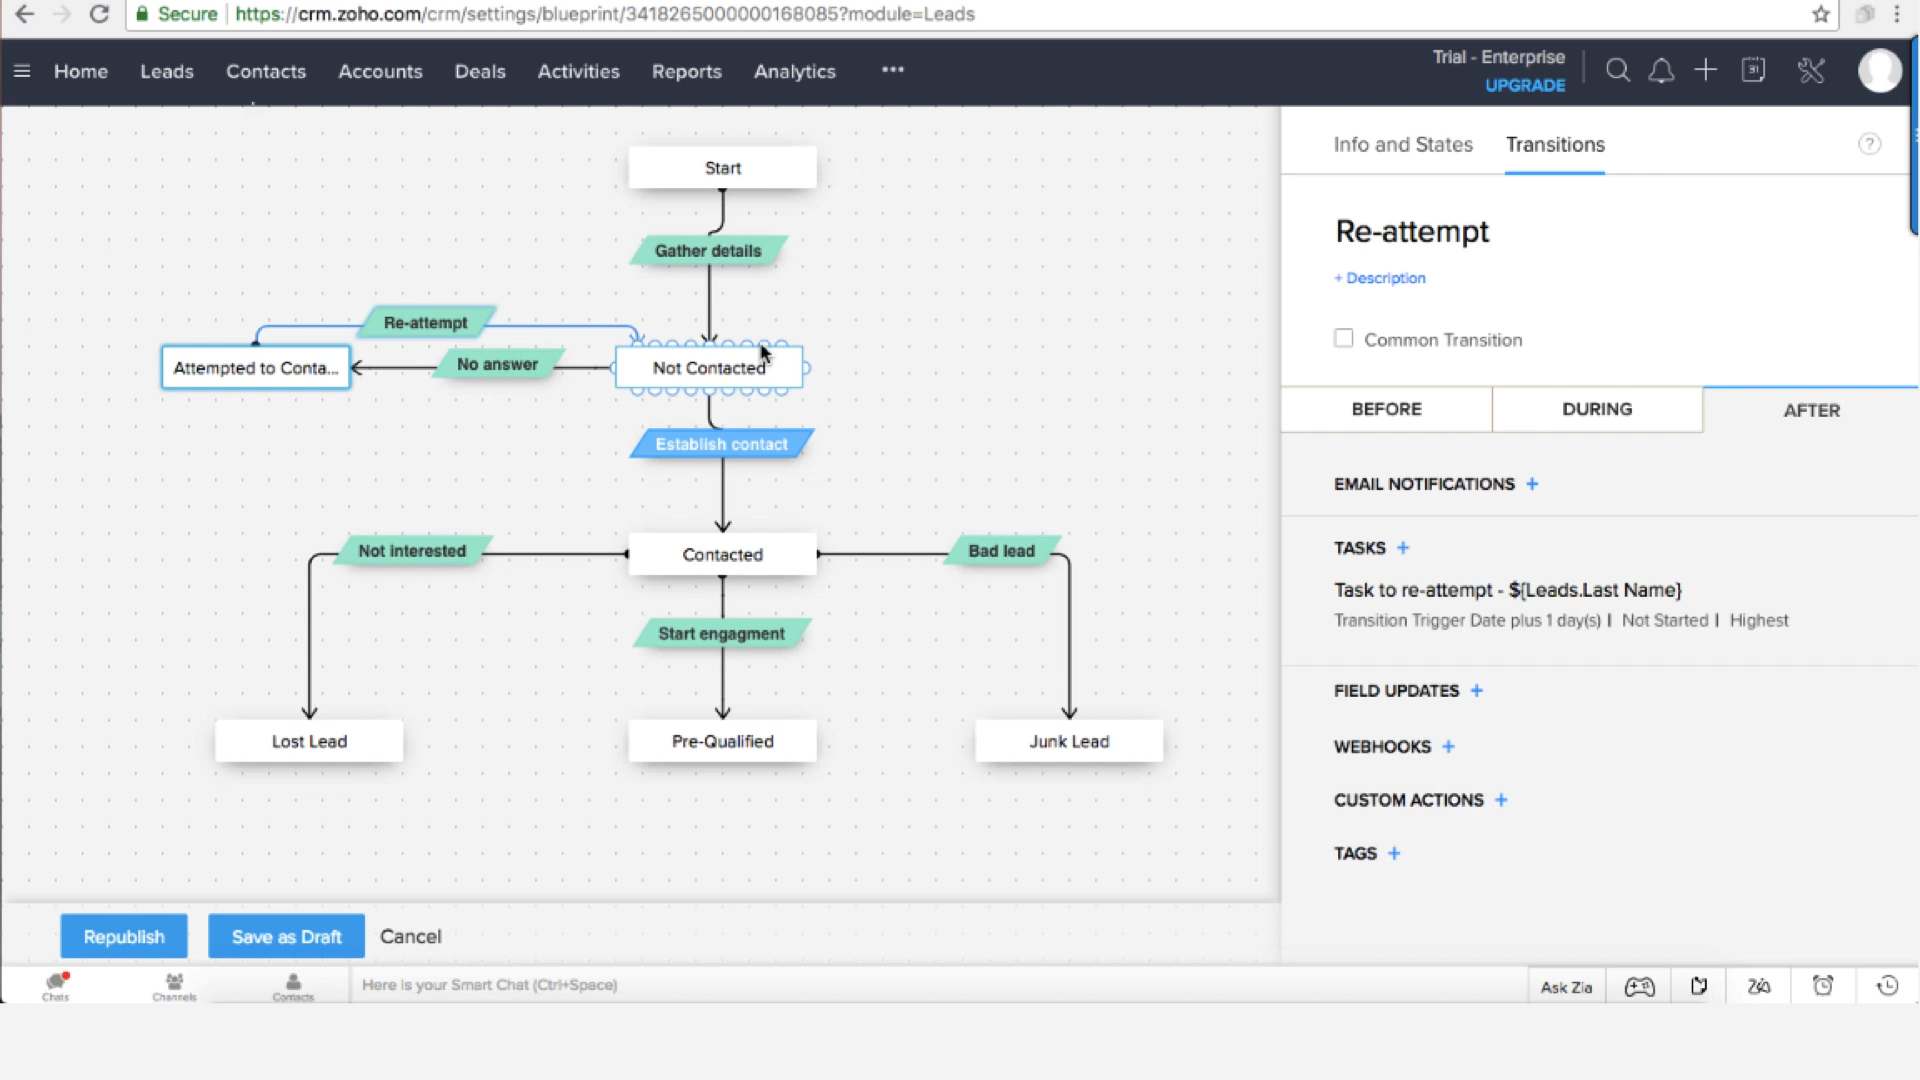 Secure
https://crm.zoho.com/crm/settings/blueprint/3418265000000168085?module=Leads
Home
Leads
Contacts
Accounts
Deals
Activities
Reports
Analytics
•••
Trial - Enterprise
UPGRADE
31
Start
Gather details
Re-attempt
Attempted to Conta...
No answer
Not Contacted
Establish contact
Not interested
Contacted
Bad lead
Start engagment
Lost Lead
Pre-Qualified
Junk Lead
Info and States
Transitions
?
Re-attempt
+ Description
Common Transition
BEFORE
DURING
AFTER
EMAIL NOTIFICATIONS +
TASKS +
Task to re-attempt - ${Leads.Last Name}
Transition Trigger Date plus 1 day(s) | Not Started | Highest
FIELD UPDATES +
WEBHOOKS +
CUSTOM ACTIONS +
TAGS +
Republish
Save as Draft
Cancel
Chats
Channels
Contacts
Here is your Smart Chat (Ctrl+Space)
Ask Zia